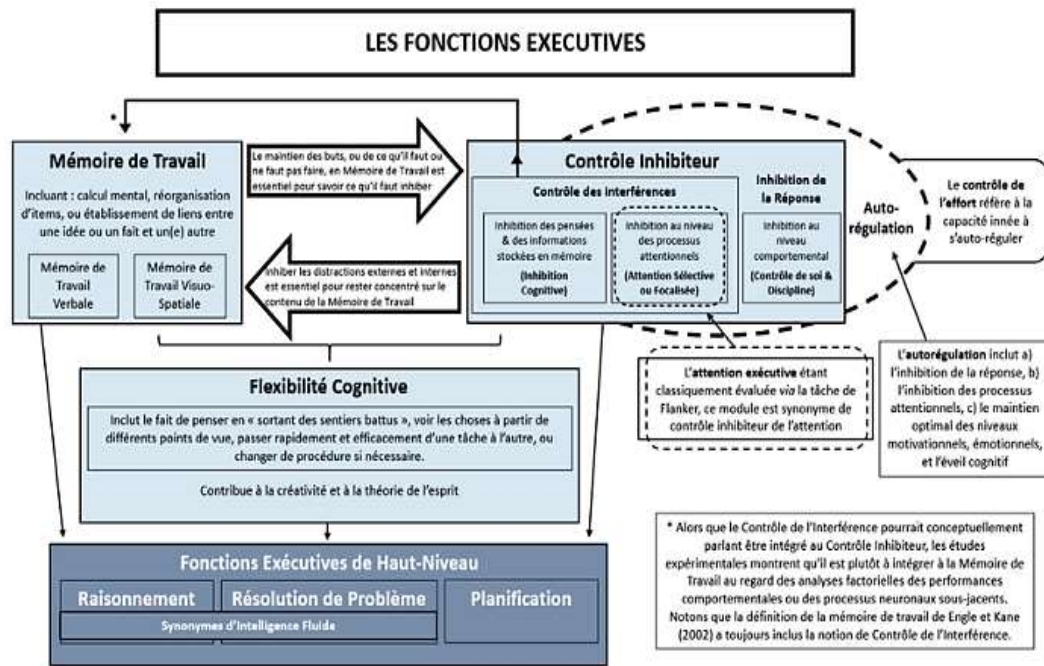 LES FONCTIONS EXECUTIVES
*
Mémoire de Travail
Incluant : calcul mental, réorganisation
d'items, ou établissement de liens entre
une idée ou un fait et un(e) autre
Mémoire de
Travail
Verbale
Mémoire de
Travail Visuo-
Spatiale
Le maintien des buts, ou de ce qu'il faut ou
ne faut pas faire, en Mémoire de Travail est
essentiel pour savoir ce qu'il faut inhiber
Inhiber les distractions externes et internes
est essentiel pour rester concentré sur le
contenu de la Mémoire de Travail
Contrôle Inhibiteur
Contrôle des Interférences
Inhibition des pensées
& des informations
stockées en mémoire
(Inhibition
Cognitive)
Inhibition au niveau
des processus
attentionnels
(Attention Sélective
ou Focalisée)
Inhibition de
la Réponse
Inhibition au
niveau
comportemental
(Contrôle de soi &
Discipline)
Auto-
régulation
Le contrôle de
l'effort réfère à la
capacité innée à
s'auto-réguler
L'attention exécutive étant
classiquement évaluée via la tâche de
Flanker, ce module est synonyme de
contrôle inhibiteur de l'attention
L'autorégulation inclut a)
l'inhibition de la réponse, b)
l'inhibition des processus
attentionnels, c) le maintien
optimal des niveaux
motivationnels, émotionnels,
et l'éveil cognitif
Flexibilité Cognitive
Inclut le fait de penser en « sortant des sentiers battus », voir les choses à partir de
différents points de vue, passer rapidement et efficacement d'une tâche à l'autre, ou
changer de procédure si nécessaire.
Contribue à la créativité et à la théorie de l'esprit
Fonctions Exécutives de Haut-Niveau
Raisonnement
Résolution de Problème
Planification
Synonymes d'Intelligence Fluide
* Alors que le Contrôle de l'Interférence pourrait conceptuellement
parlant être intégré au Contrôle Inhibiteur, les études
expérimentales montrent qu'il est plutôt à intégrer à la Mémoire de
Travail au regard des analyses factorielles des performances
comportementales ou des processus neuronaux sous-jacents.
Notons que la définition de la mémoire de travail de Engle et Kane
(2002) a toujours inclus la notion de Contrôle de l'Interférence.